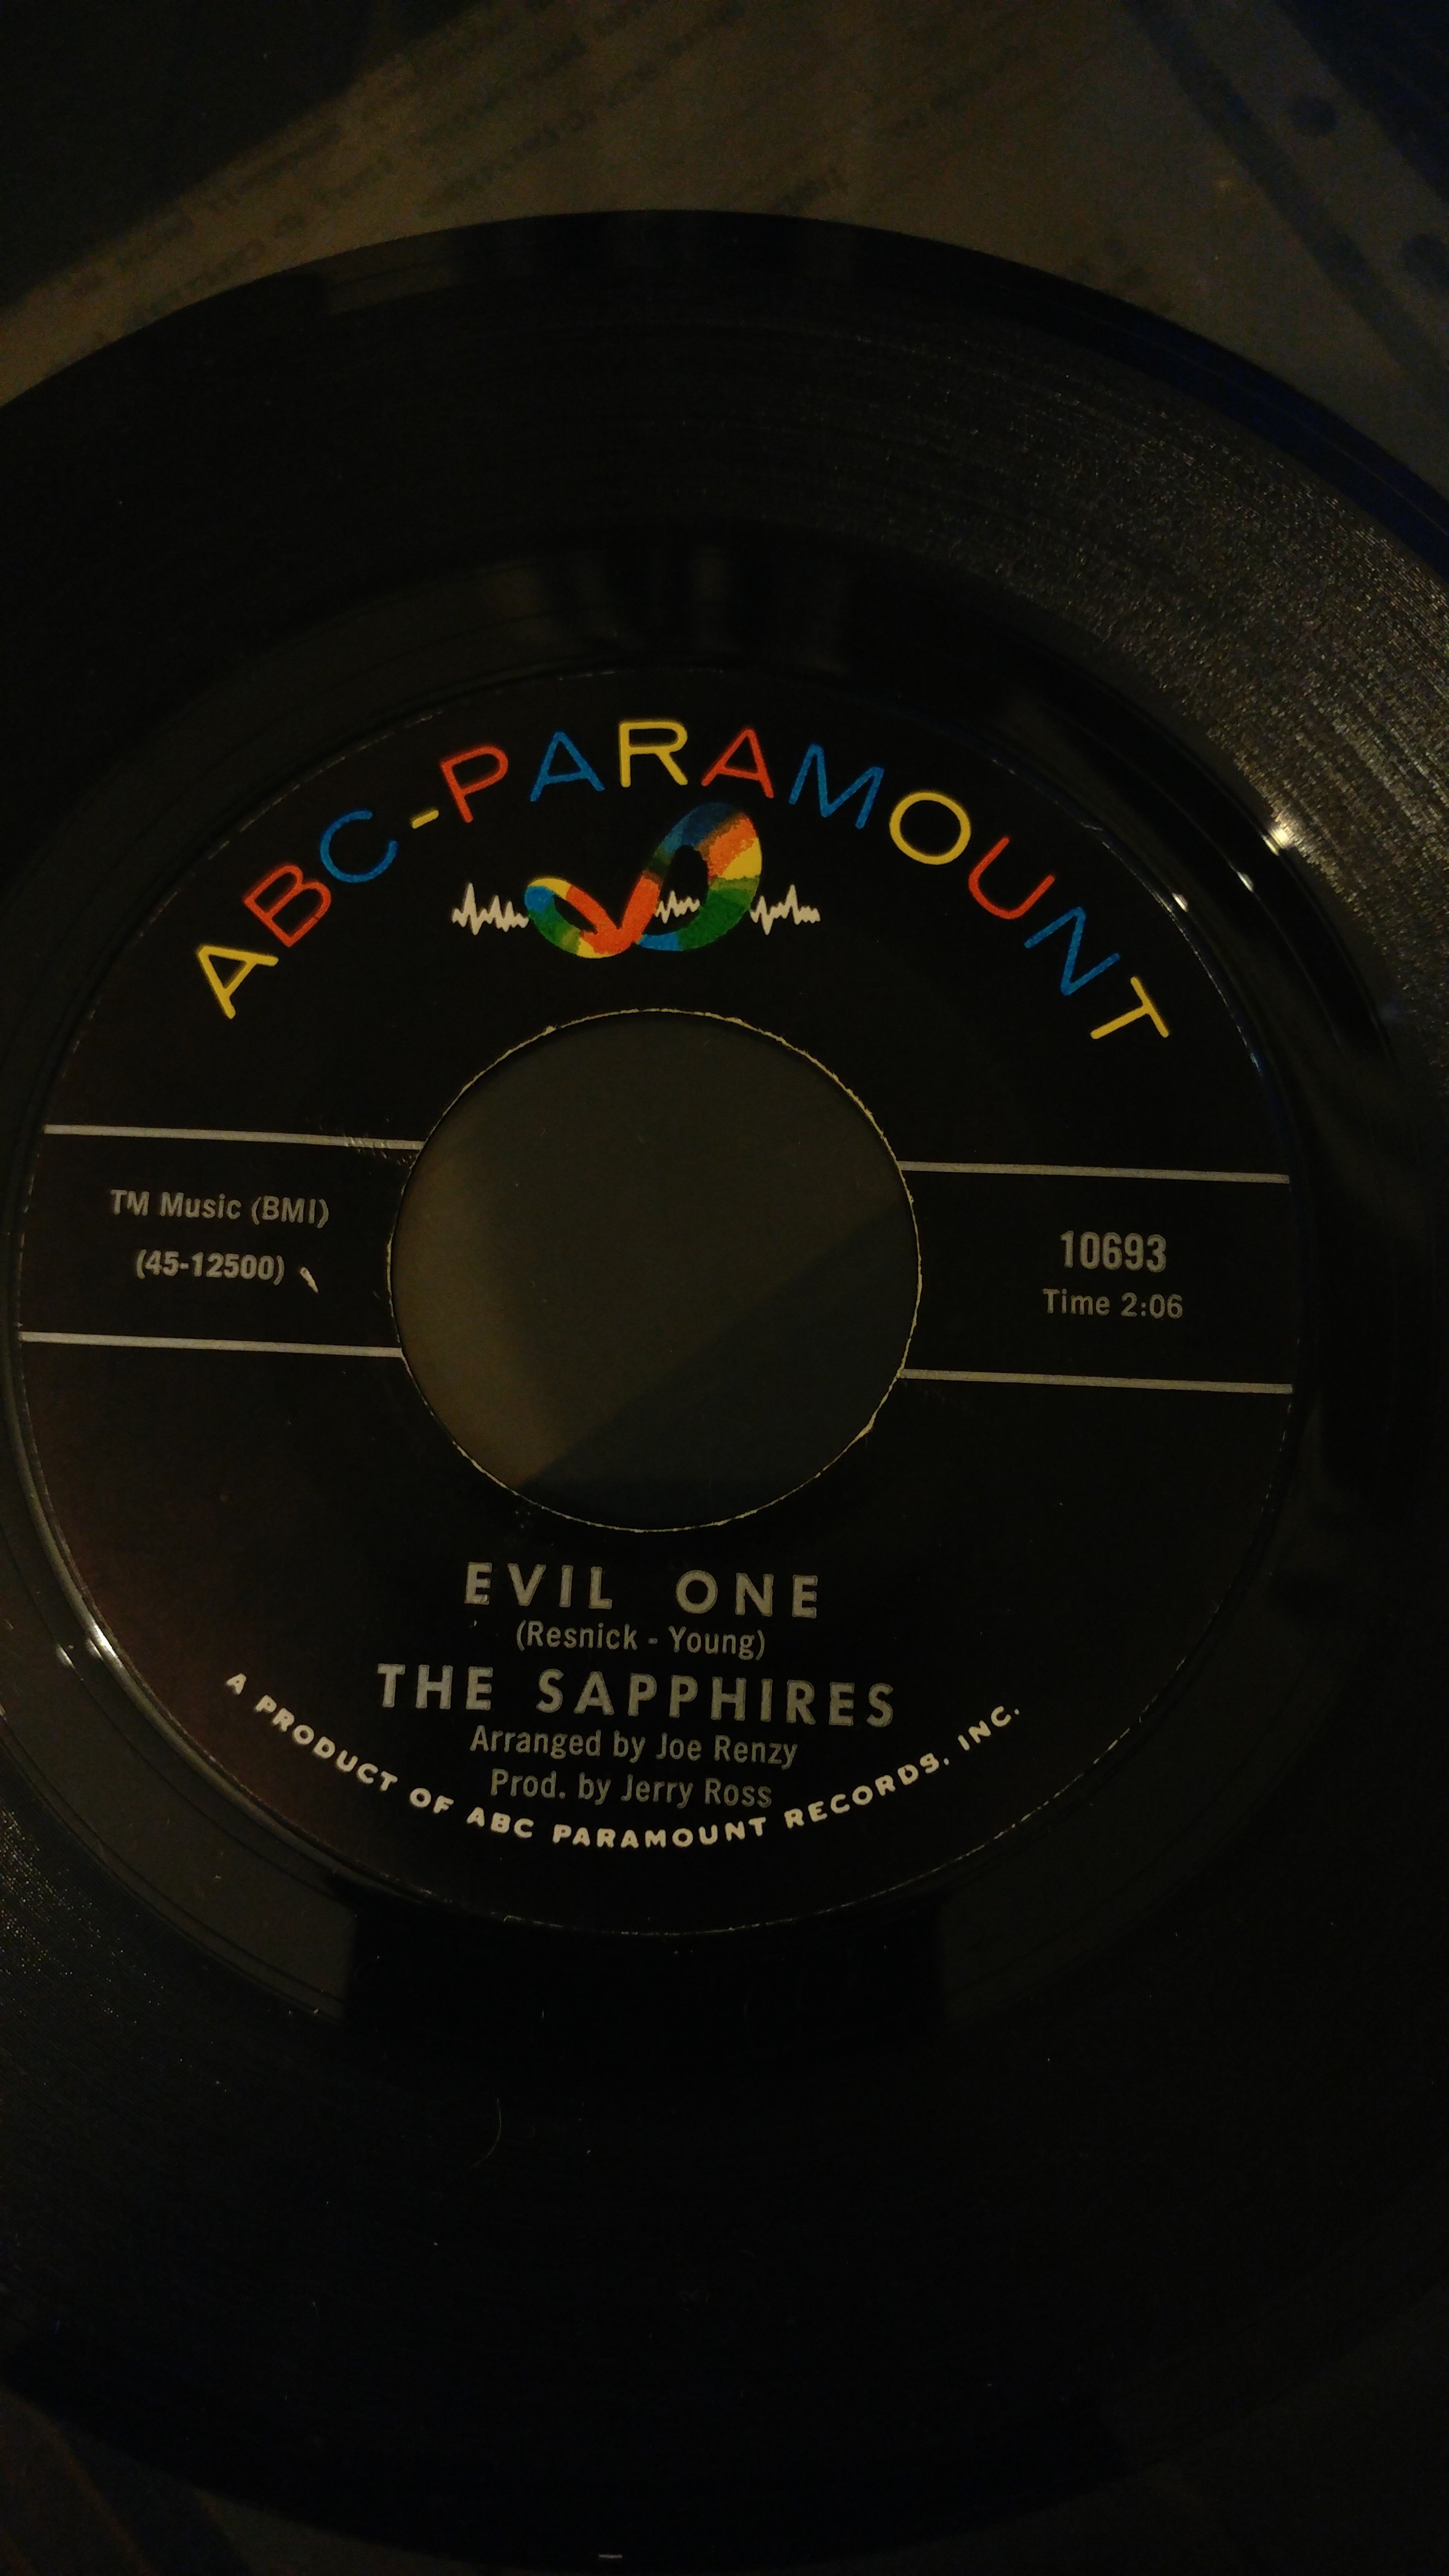 ABC-PARAMOUNT
TM Music (BMI)
(45-12500)
10693
Time 2:06
EVIL ONE
(Resnick - Young)
THE SAPPHIRES
Arranged by Joe Renzy
Prod. by Jerry Ross
A PRODUCT OF ABC PARAMOUNT RECORDS, INC.